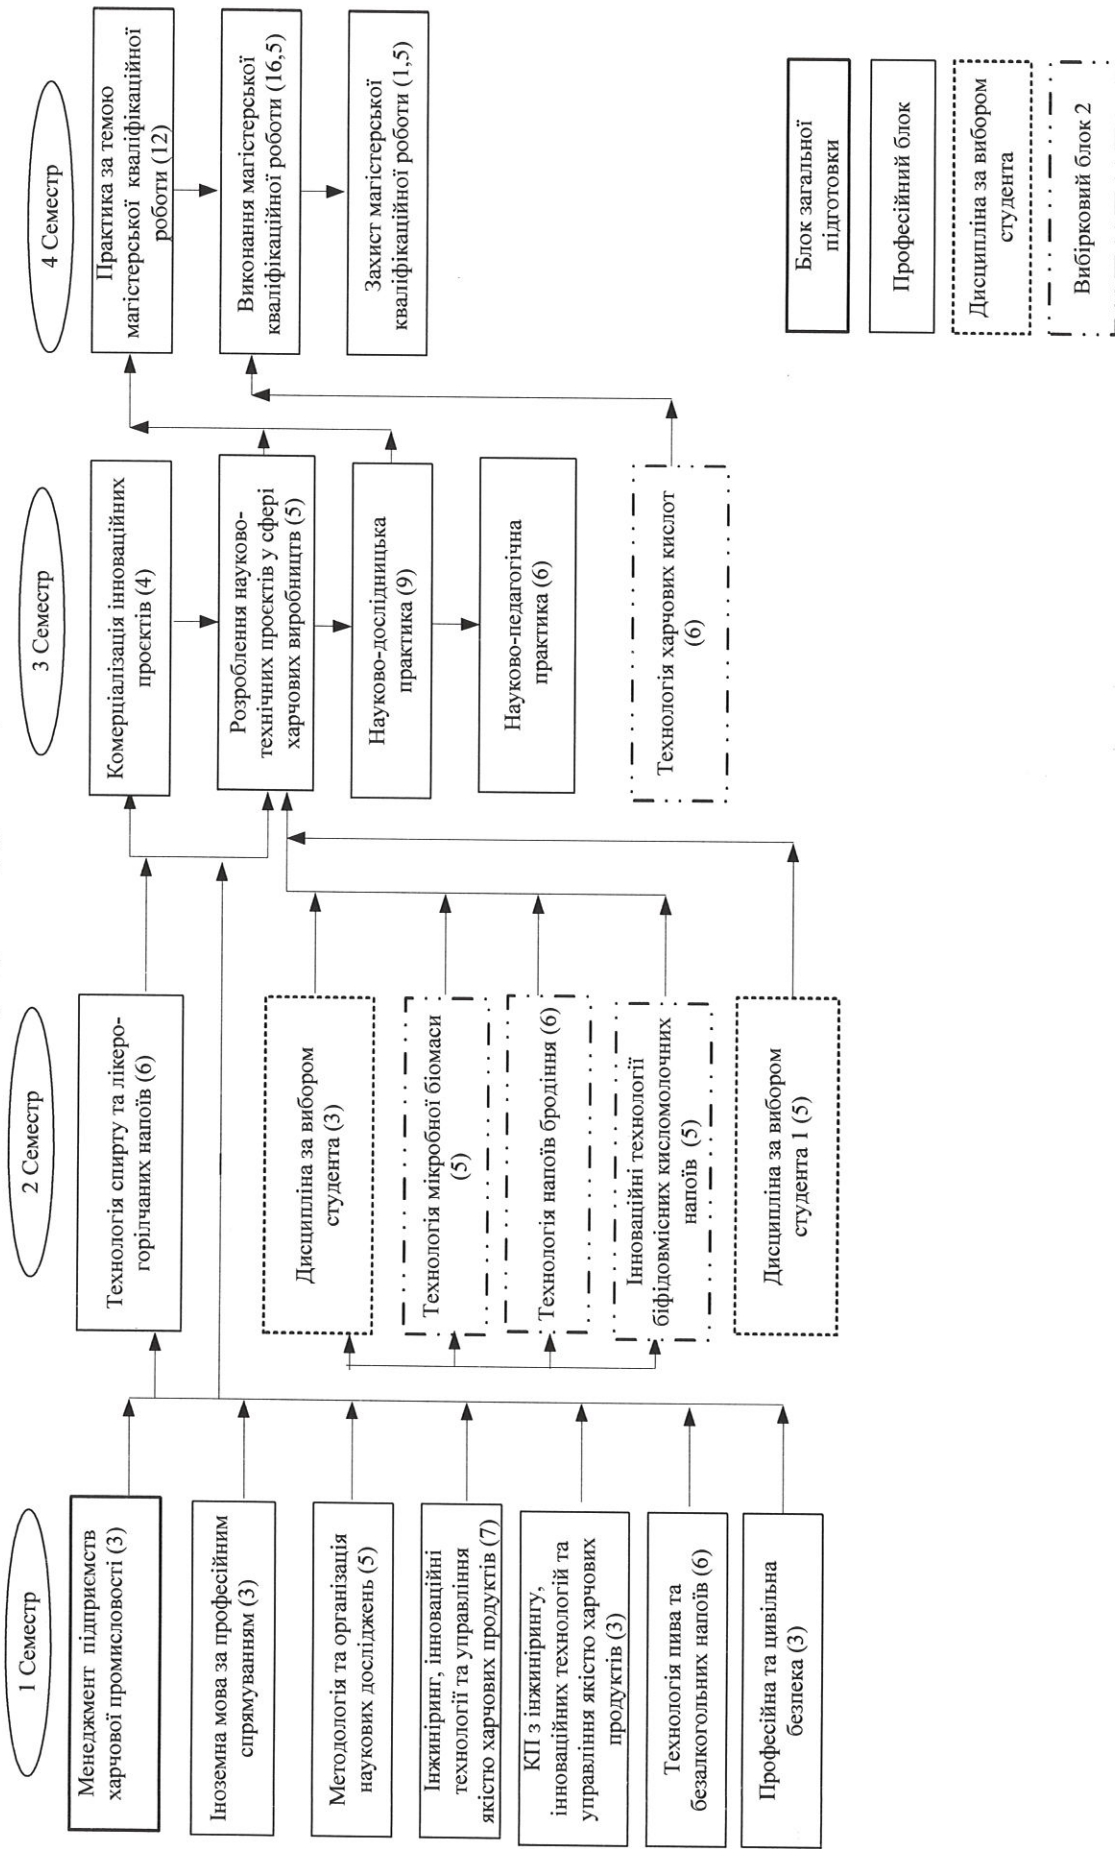 1 Семестр
Менеджмент підприємств
харчової промисловості (3)
Іноземна мова за професійним
спрямуванням (3)
Методологія та організація
наукових досліджень (5)
Інжиніринг, інноваційні
технології та управління
якістю харчових продуктів (7)
КП з інжинірингу,
інноваційних технологій та
управління якістю харчових
продуктів (3)
Технологія пива та
безалкогольних напоїв (6)
Професійна та цивільна
безпека (3)
2 Семестр
Технологія спирту та лікеро-
горілчаних напоїв (6)
Дисципліна за вибором
студента (3)
Технологія мікробної біомаси
(5)
Технологія напоїв бродіння (6)
Інноваційні технології
біфідовмісних кисломолочних
напоїв (5)
Дисципліна за вибором
студента 1 (5)
3 Семестр
Комерціалізація інноваційних
проєктів (4)
Розроблення науково-
технічних проєктів у сфері
харчових виробництв (5)
Науково-дослідницька
практика (9)
Науково-педагогічна
практика (6)
Технологія харчових кислот
(6)
4 Семестр
Практика за темою
магістерської кваліфікаційної
роботи (12)
Виконання магістерської
кваліфікаційної роботи (16,5)
Захист магістерської
кваліфікаційної роботи (1,5)
Блок загальної
підготовки
Професійний блок
Дисципліна за вибором
студента
Вибірковий блок 2